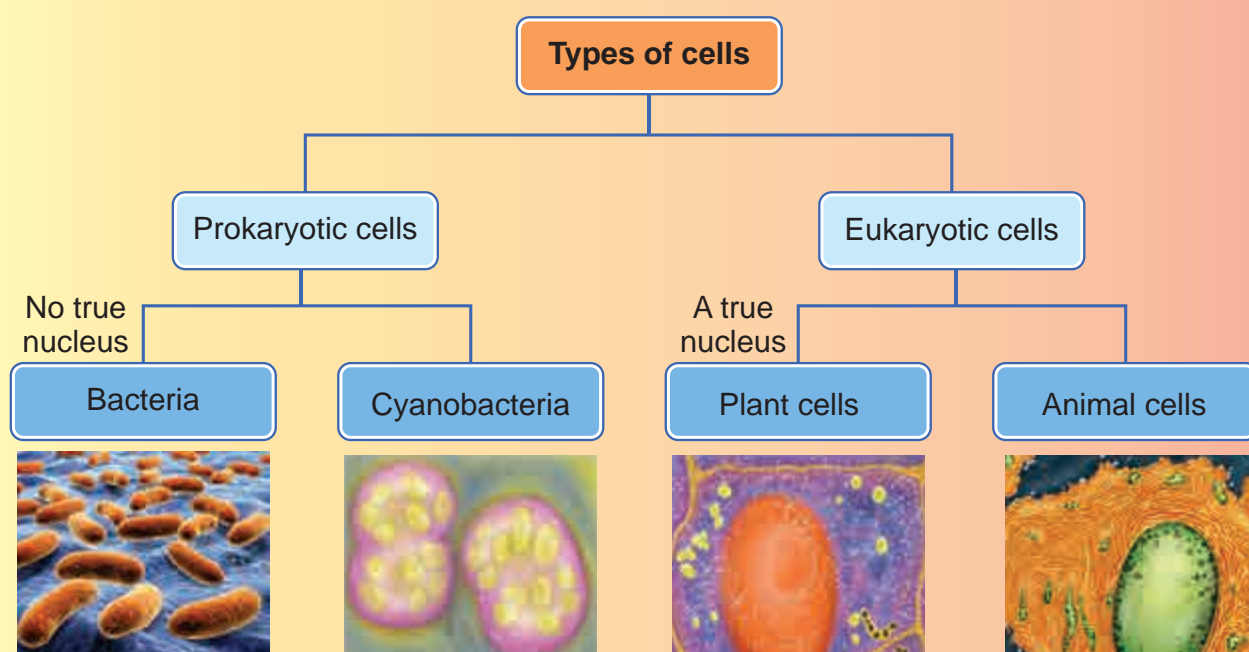 Types of cells
Prokaryotic cells
Eukaryotic cells
No true
nucleus
A true
nucleus
Bacteria
Cyanobacteria
Plant cells
Animal cells